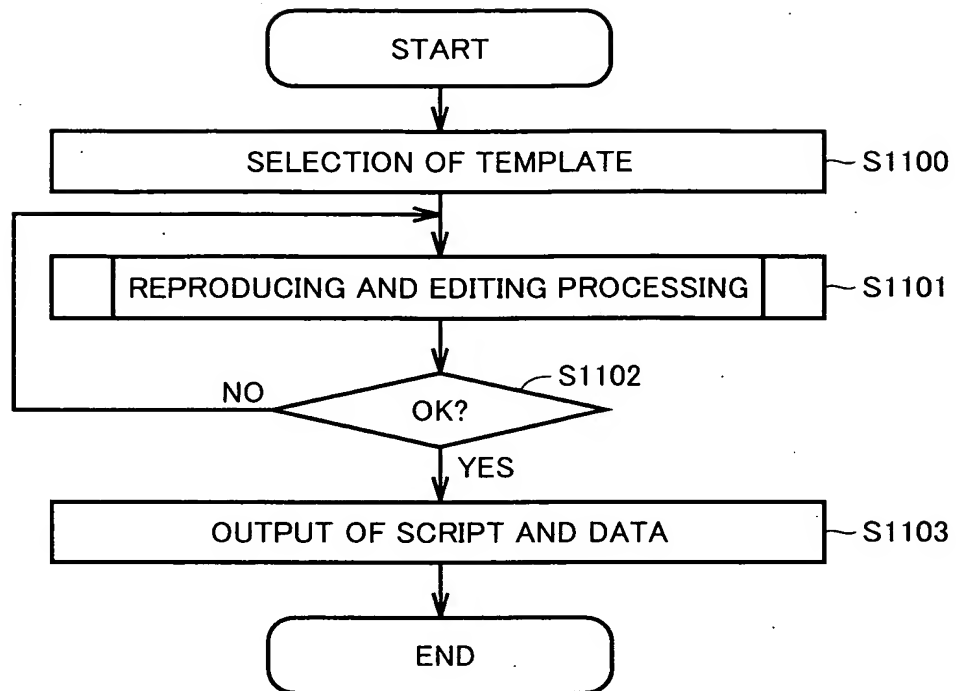 START
SELECTION OF TEMPLATE
S1100
REPRODUCING AND EDITING PROCESSING
S1101
S1102
NO
OK?
YES
OUTPUT OF SCRIPT AND DATA
S1103
END